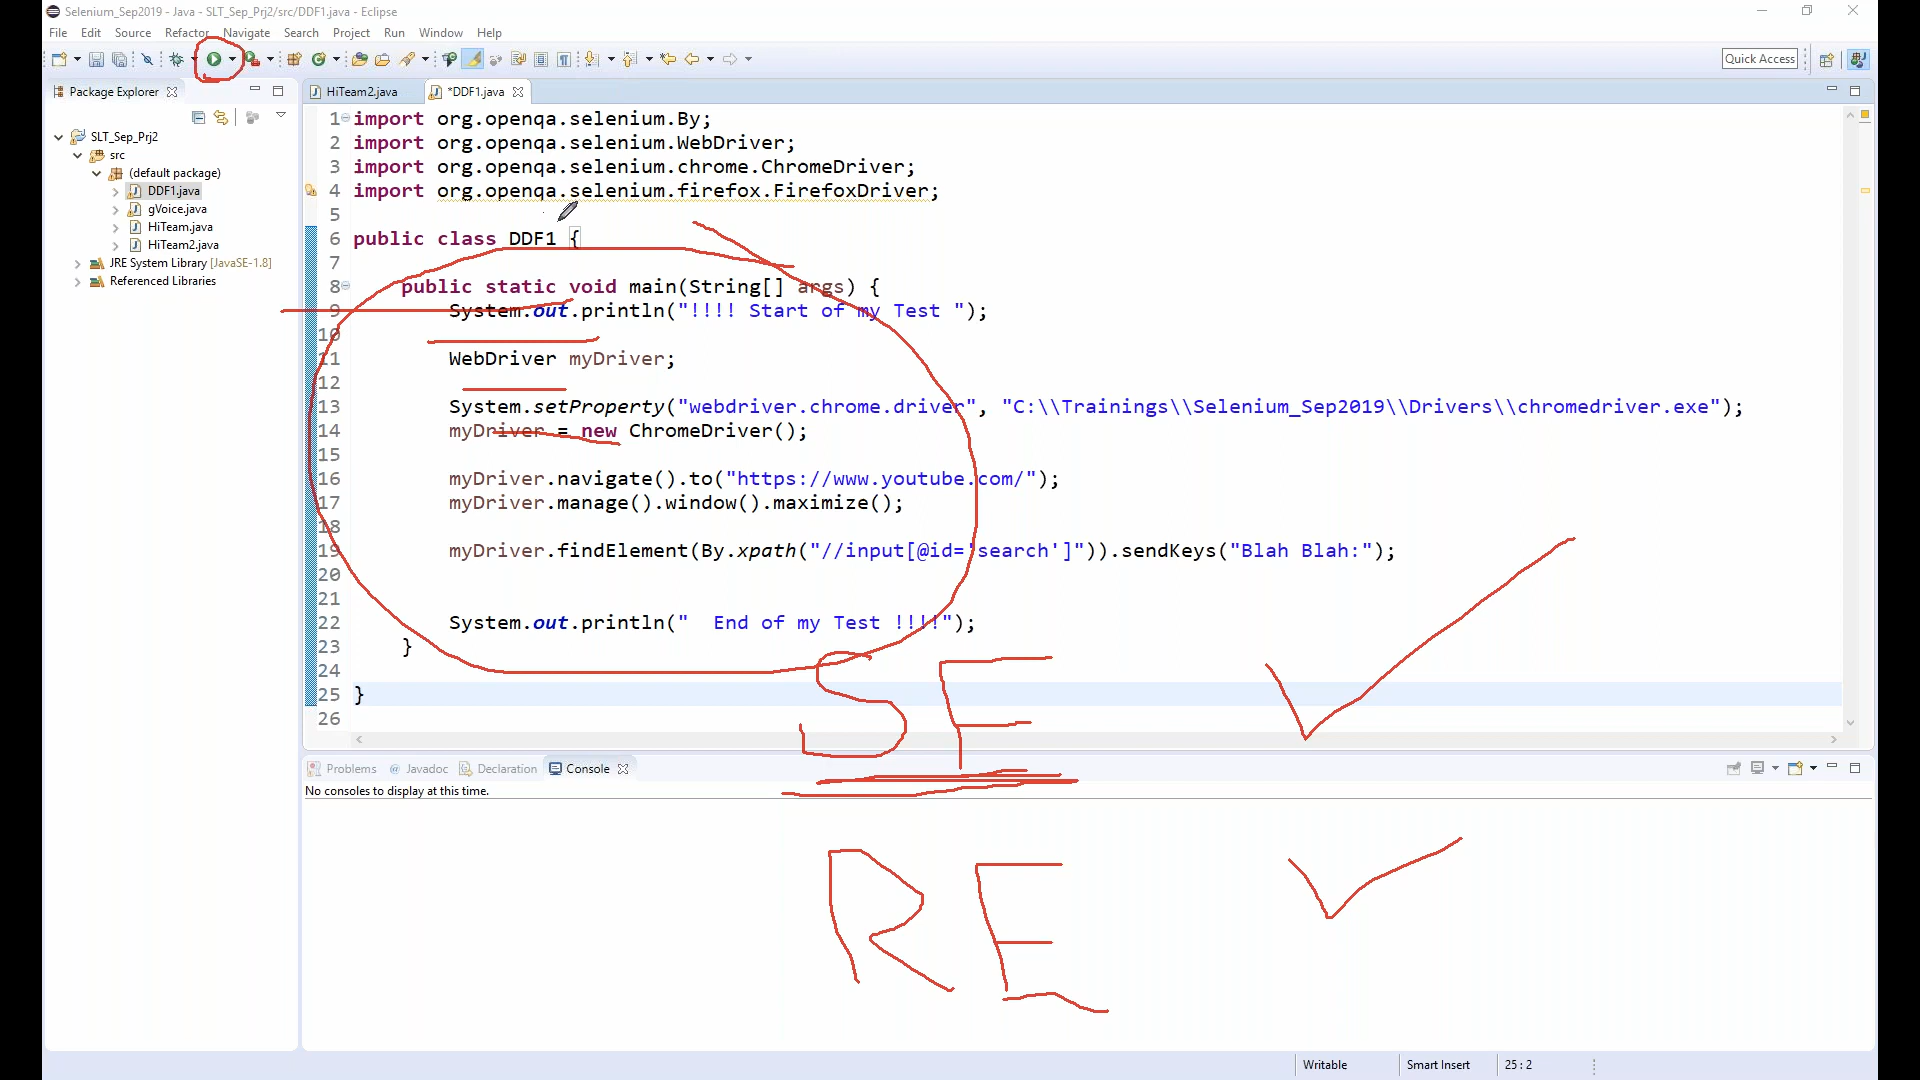 Selenium_Sep2019 - Java - SLT_Sep_Prj2/src/DDF1.java - Eclipse
File Edit Source Refactor Navigate Search Project Run Window Help
Quick Access
Package Explorer
SLT_Sep_Prj2
src
(default package)
DDF1.java
gVoice.java
HiTeam.java
HiTeam2.java
JRE System Library [JavaSE-1.8]
Referenced Libraries
HiTeam2.java *DDF1.java
1 import org.openqa.selenium.By;
2 import org.openqa.selenium.WebDriver;
3 import org.openqa.selenium.chrome.ChromeDriver;
4 import org.openqa.selenium.firefox.FirefoxDriver;
5
6 public class DDF1 {
7
8 public static void main(String[] args) {
9 System.out.println("!!!! Start of my Test ");
10
11 WebDriver myDriver;
12
13 System.setProperty("webdriver.chrome.driver", "C:\\Trainings\\Selenium_Sep2019\\Drivers\\chromedriver.exe");
14 myDriver = new ChromeDriver();
15
16 myDriver.navigate().to("https://www.youtube.com/");
17 myDriver.manage().window().maximize();
18
19 myDriver.findElement(By.xpath("//input[@id='search']")).sendKeys("Blah Blah:");
20
21
22 System.out.println("  End of my Test !!!!");
23 }
24
25 }
26
SE
Problems @ Javadoc Declaration Console
No consoles to display at this time.
RE
Writable Smart Insert 25 : 2